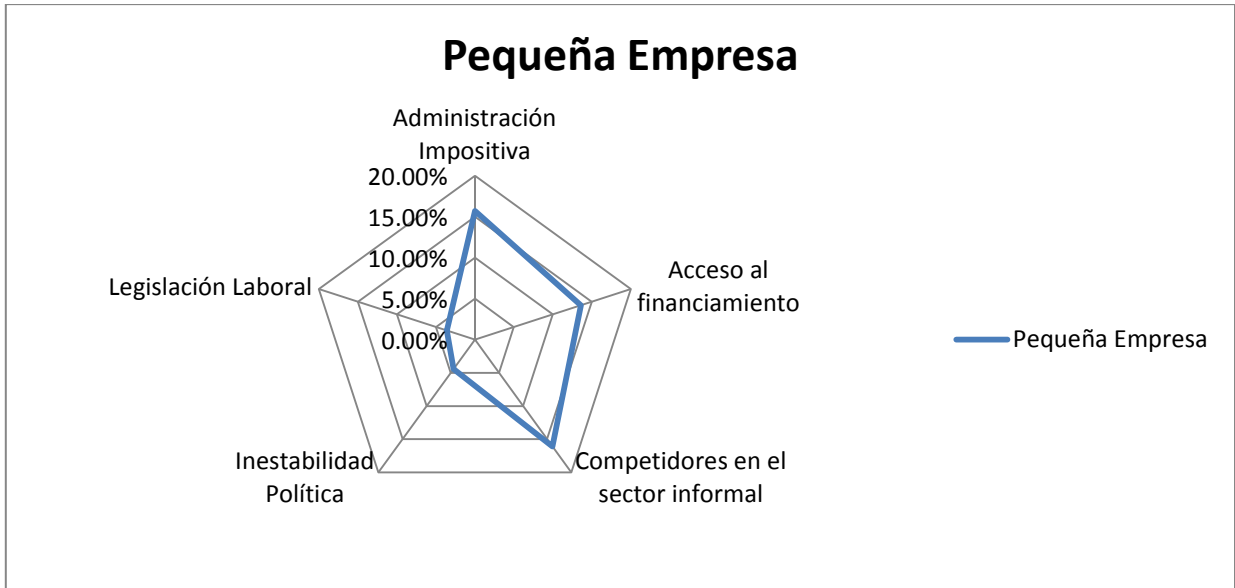 Pequeña Empresa
Administración
Impositiva
20.00%
15.00%
10.00%
5.00%
0.00%
Acceso al
financiamiento
Competidores en el
sector informal
Inestabilidad
Política
Legislación Laboral
Pequeña Empresa